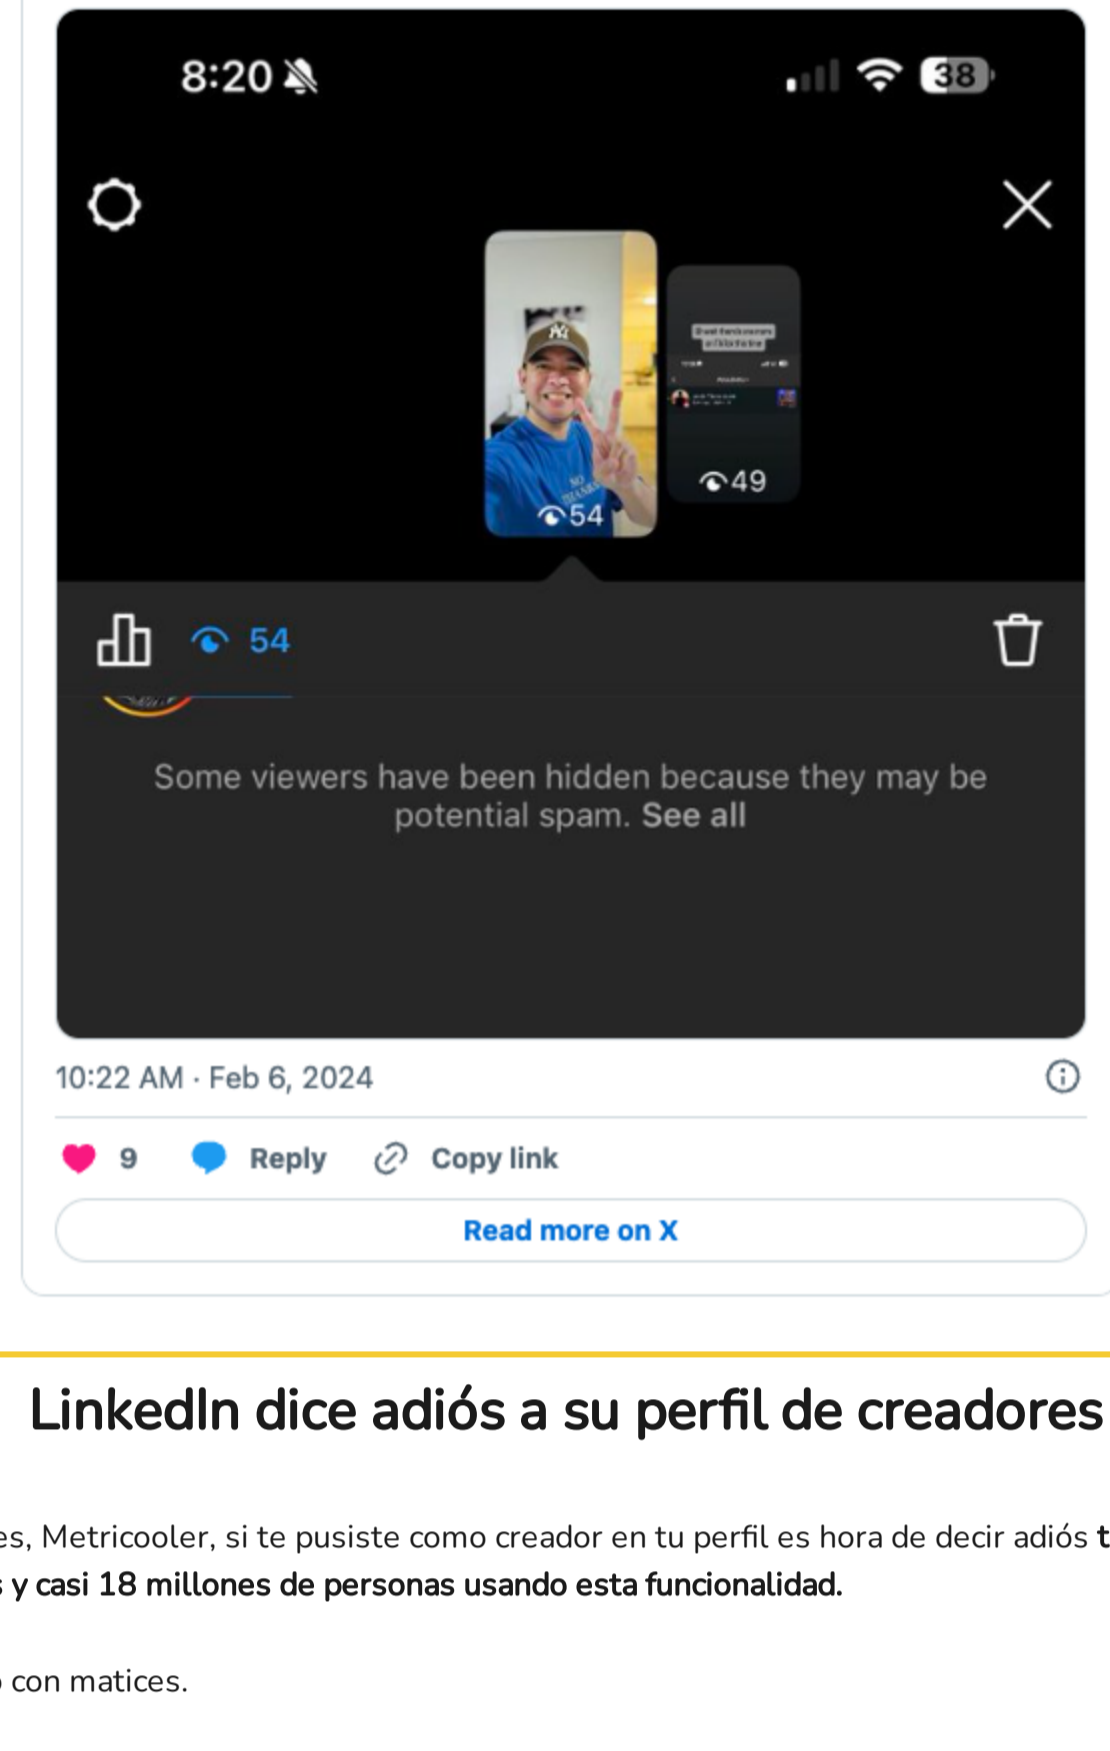 8:20
38
NO
THANKS
54
49
54
Some viewers have been hidden because they may be
potential spam. See all
10:22 AM · Feb 6, 2024
9 Reply Copy link
Read more on X
LinkedIn dice adiós a su perfil de creadores
es, Metricooler, si te pusiste como creador en tu perfil es hora de decir adiós t
s y casi 18 millones de personas usando esta funcionalidad.
o con matices.